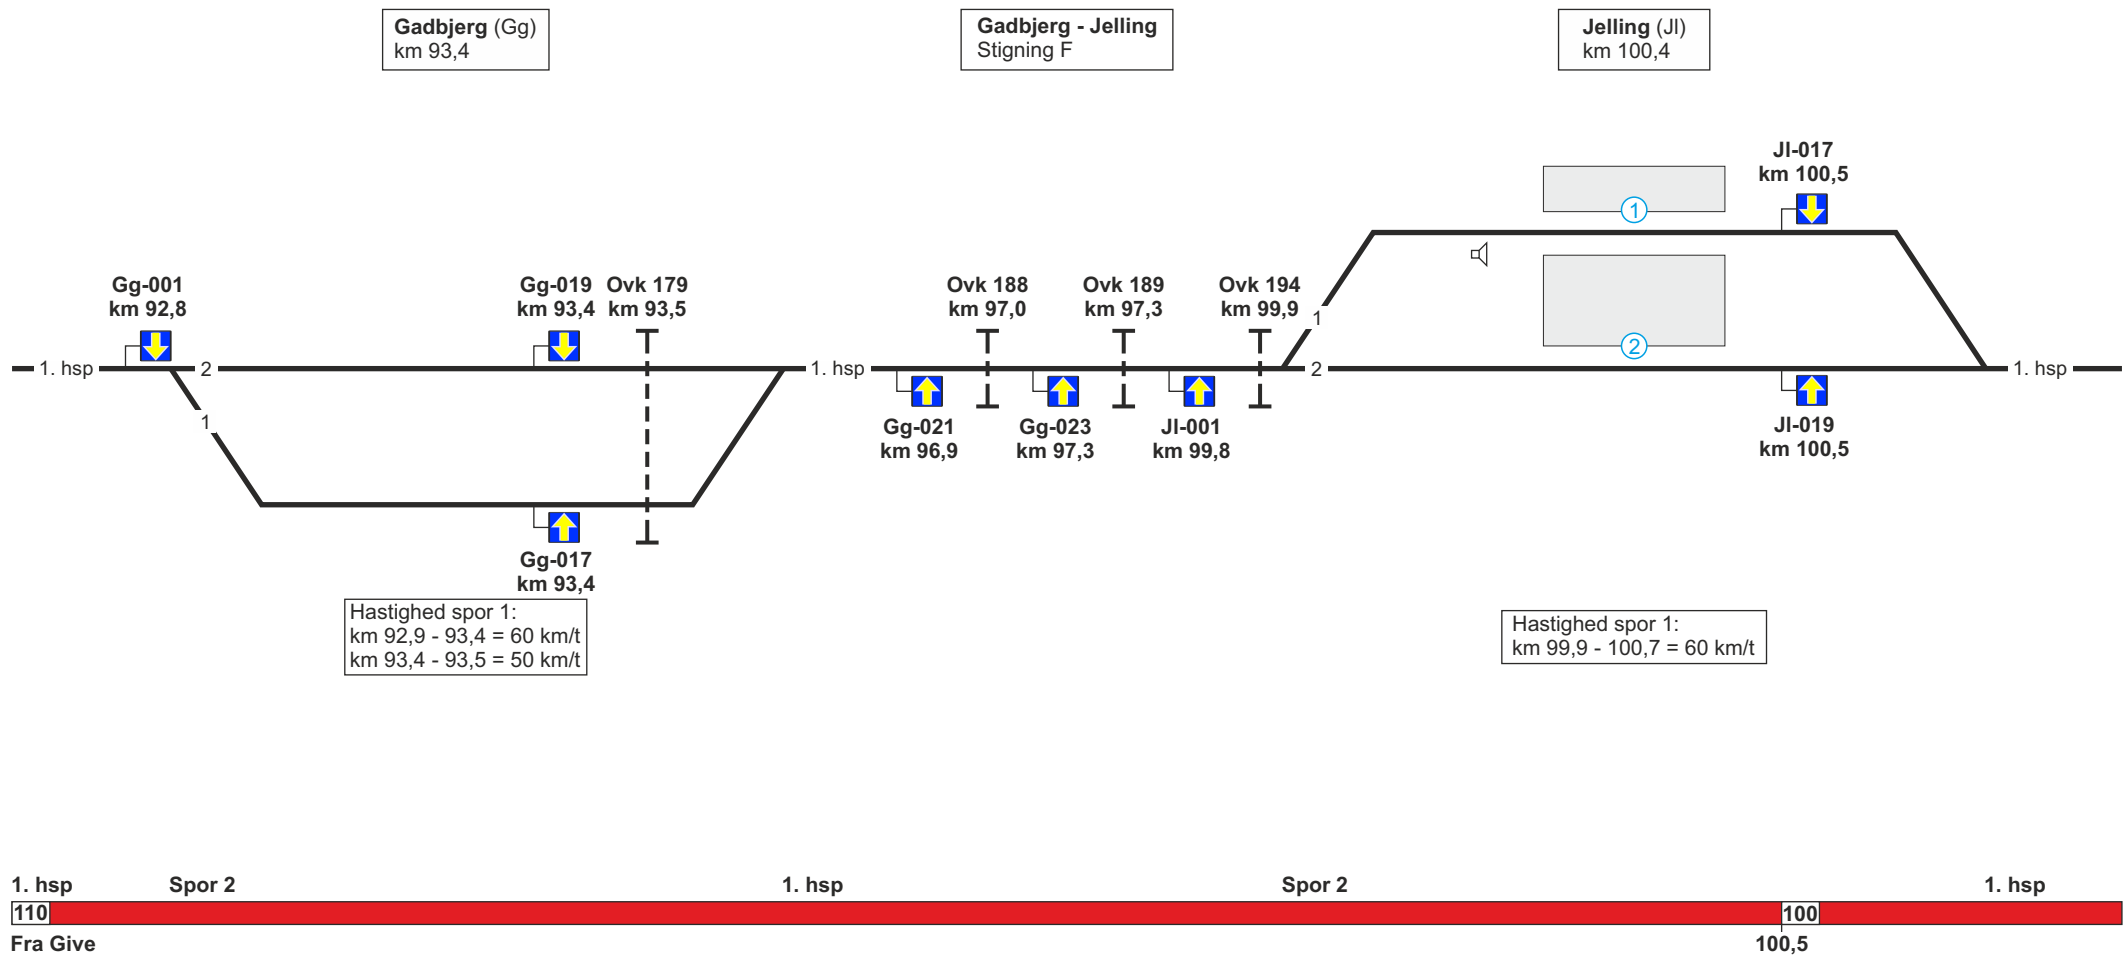 Gadbjerg (Gg)
km 93,4
Gadbjerg - Jelling
Stigning F
Jelling (Jl)
km 100,4
Jl-017
km 100,5
1
Gg-001
km 92,8
Gg-019
km 93,4
Ovk 179
km 93,5
Ovk 188
km 97,0
Ovk 189
km 97,3
Ovk 194
km 99,9
1
2
1. hsp
2
1. hsp
2
1. hsp
1
Gg-021
km 96,9
Gg-023
km 97,3
Jl-001
km 99,8
Jl-019
km 100,5
Gg-017
km 93,4
Hastighed spor 1:
km 92,9 - 93,4 = 60 km/t
km 93,4 - 93,5 = 50 km/t
Hastighed spor 1:
km 99,9 - 100,7 = 60 km/t
1. hsp
Spor 2
1. hsp
Spor 2
1. hsp
110
100
Fra Give
100,5